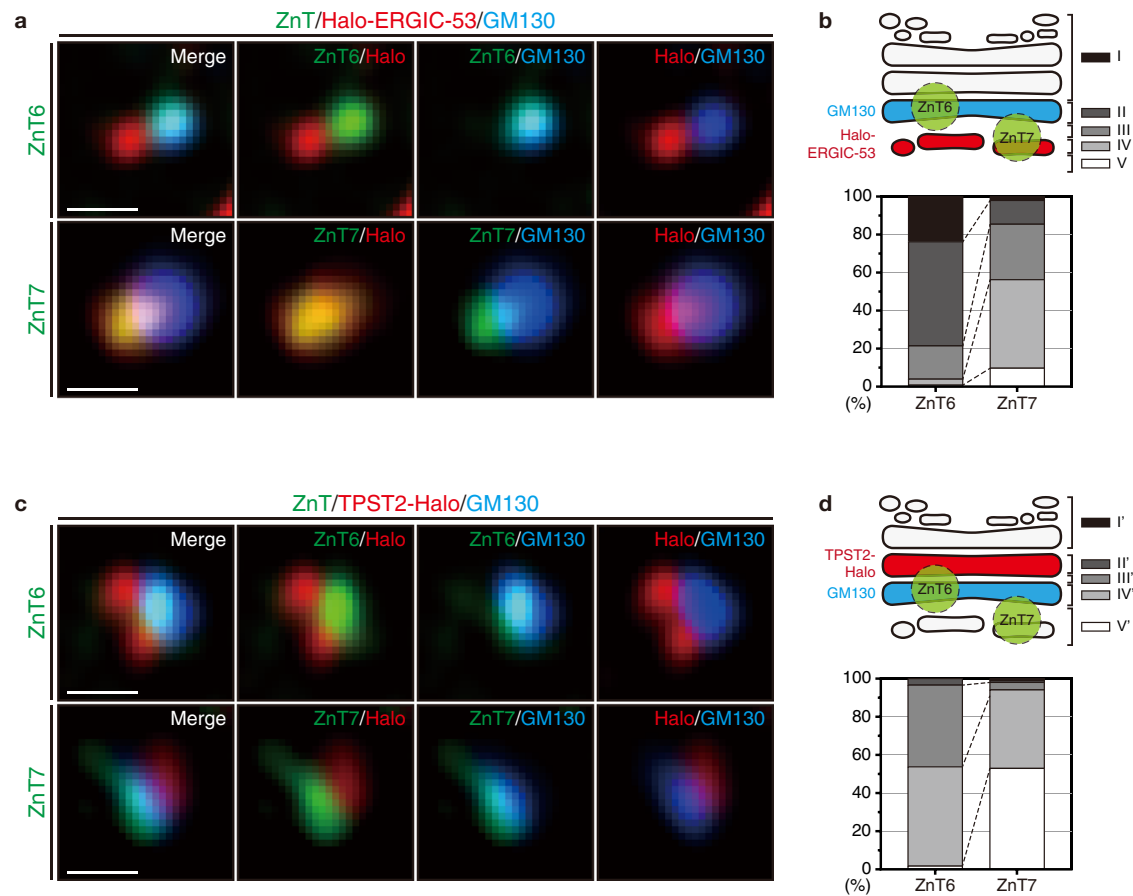 a
ZnT/Halo-ERGIC-53/GM130
ZnT6
Merge
ZnT6/Halo
ZnT6/GM130
Halo/GM130
ZnT7
Merge
ZnT7/Halo
ZnT7/GM130
Halo/GM130
b
GM130
Halo-
ERGIC-53
ZnT6
ZnT7
I
II
III
IV
V
100
80
60
40
20
0
(%)
ZnT6
ZnT7
c
ZnT/TPST2-Halo/GM130
ZnT6
Merge
ZnT6/Halo
ZnT6/GM130
Halo/GM130
ZnT7
Merge
ZnT7/Halo
ZnT7/GM130
Halo/GM130
d
TPST2-
Halo
GM130
ZnT6
ZnT7
I'
II'
III'
IV'
V'
100
80
60
40
20
0
(%)
ZnT6
ZnT7